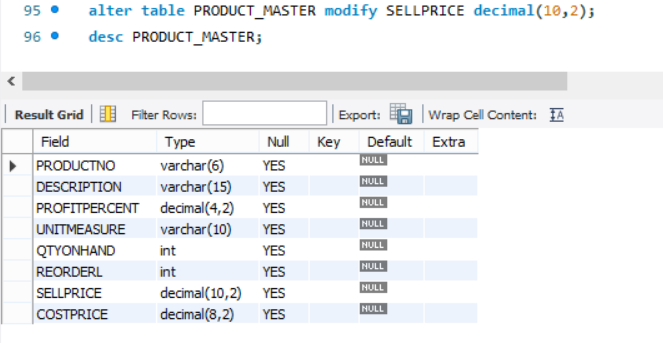 95 alter table PRODUCT_MASTER modify SELLPRICE decimal(10,2);
96 desc PRODUCT_MASTER;
Result Grid Filter Rows: Export: Wrap Cell Content:
Field Type Null Key Default Extra
PRODUCTNO varchar(6) YES NULL
DESCRIPTION varchar(15) YES NULL
PROFITPERCENT decimal(4,2) YES NULL
UNITMEASURE varchar(10) YES NULL
QTYONHAND int YES NULL
REORDERL int YES NULL
SELLPRICE decimal(10,2) YES NULL
COSTPRICE decimal(8,2) YES NULL